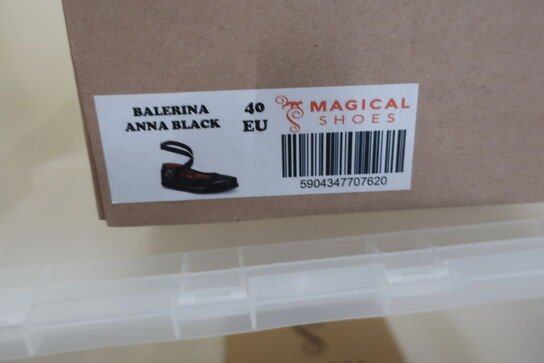 BALERINA
ANNA BLACK
40
EU
MAGICAL
SHOES
5904347707620